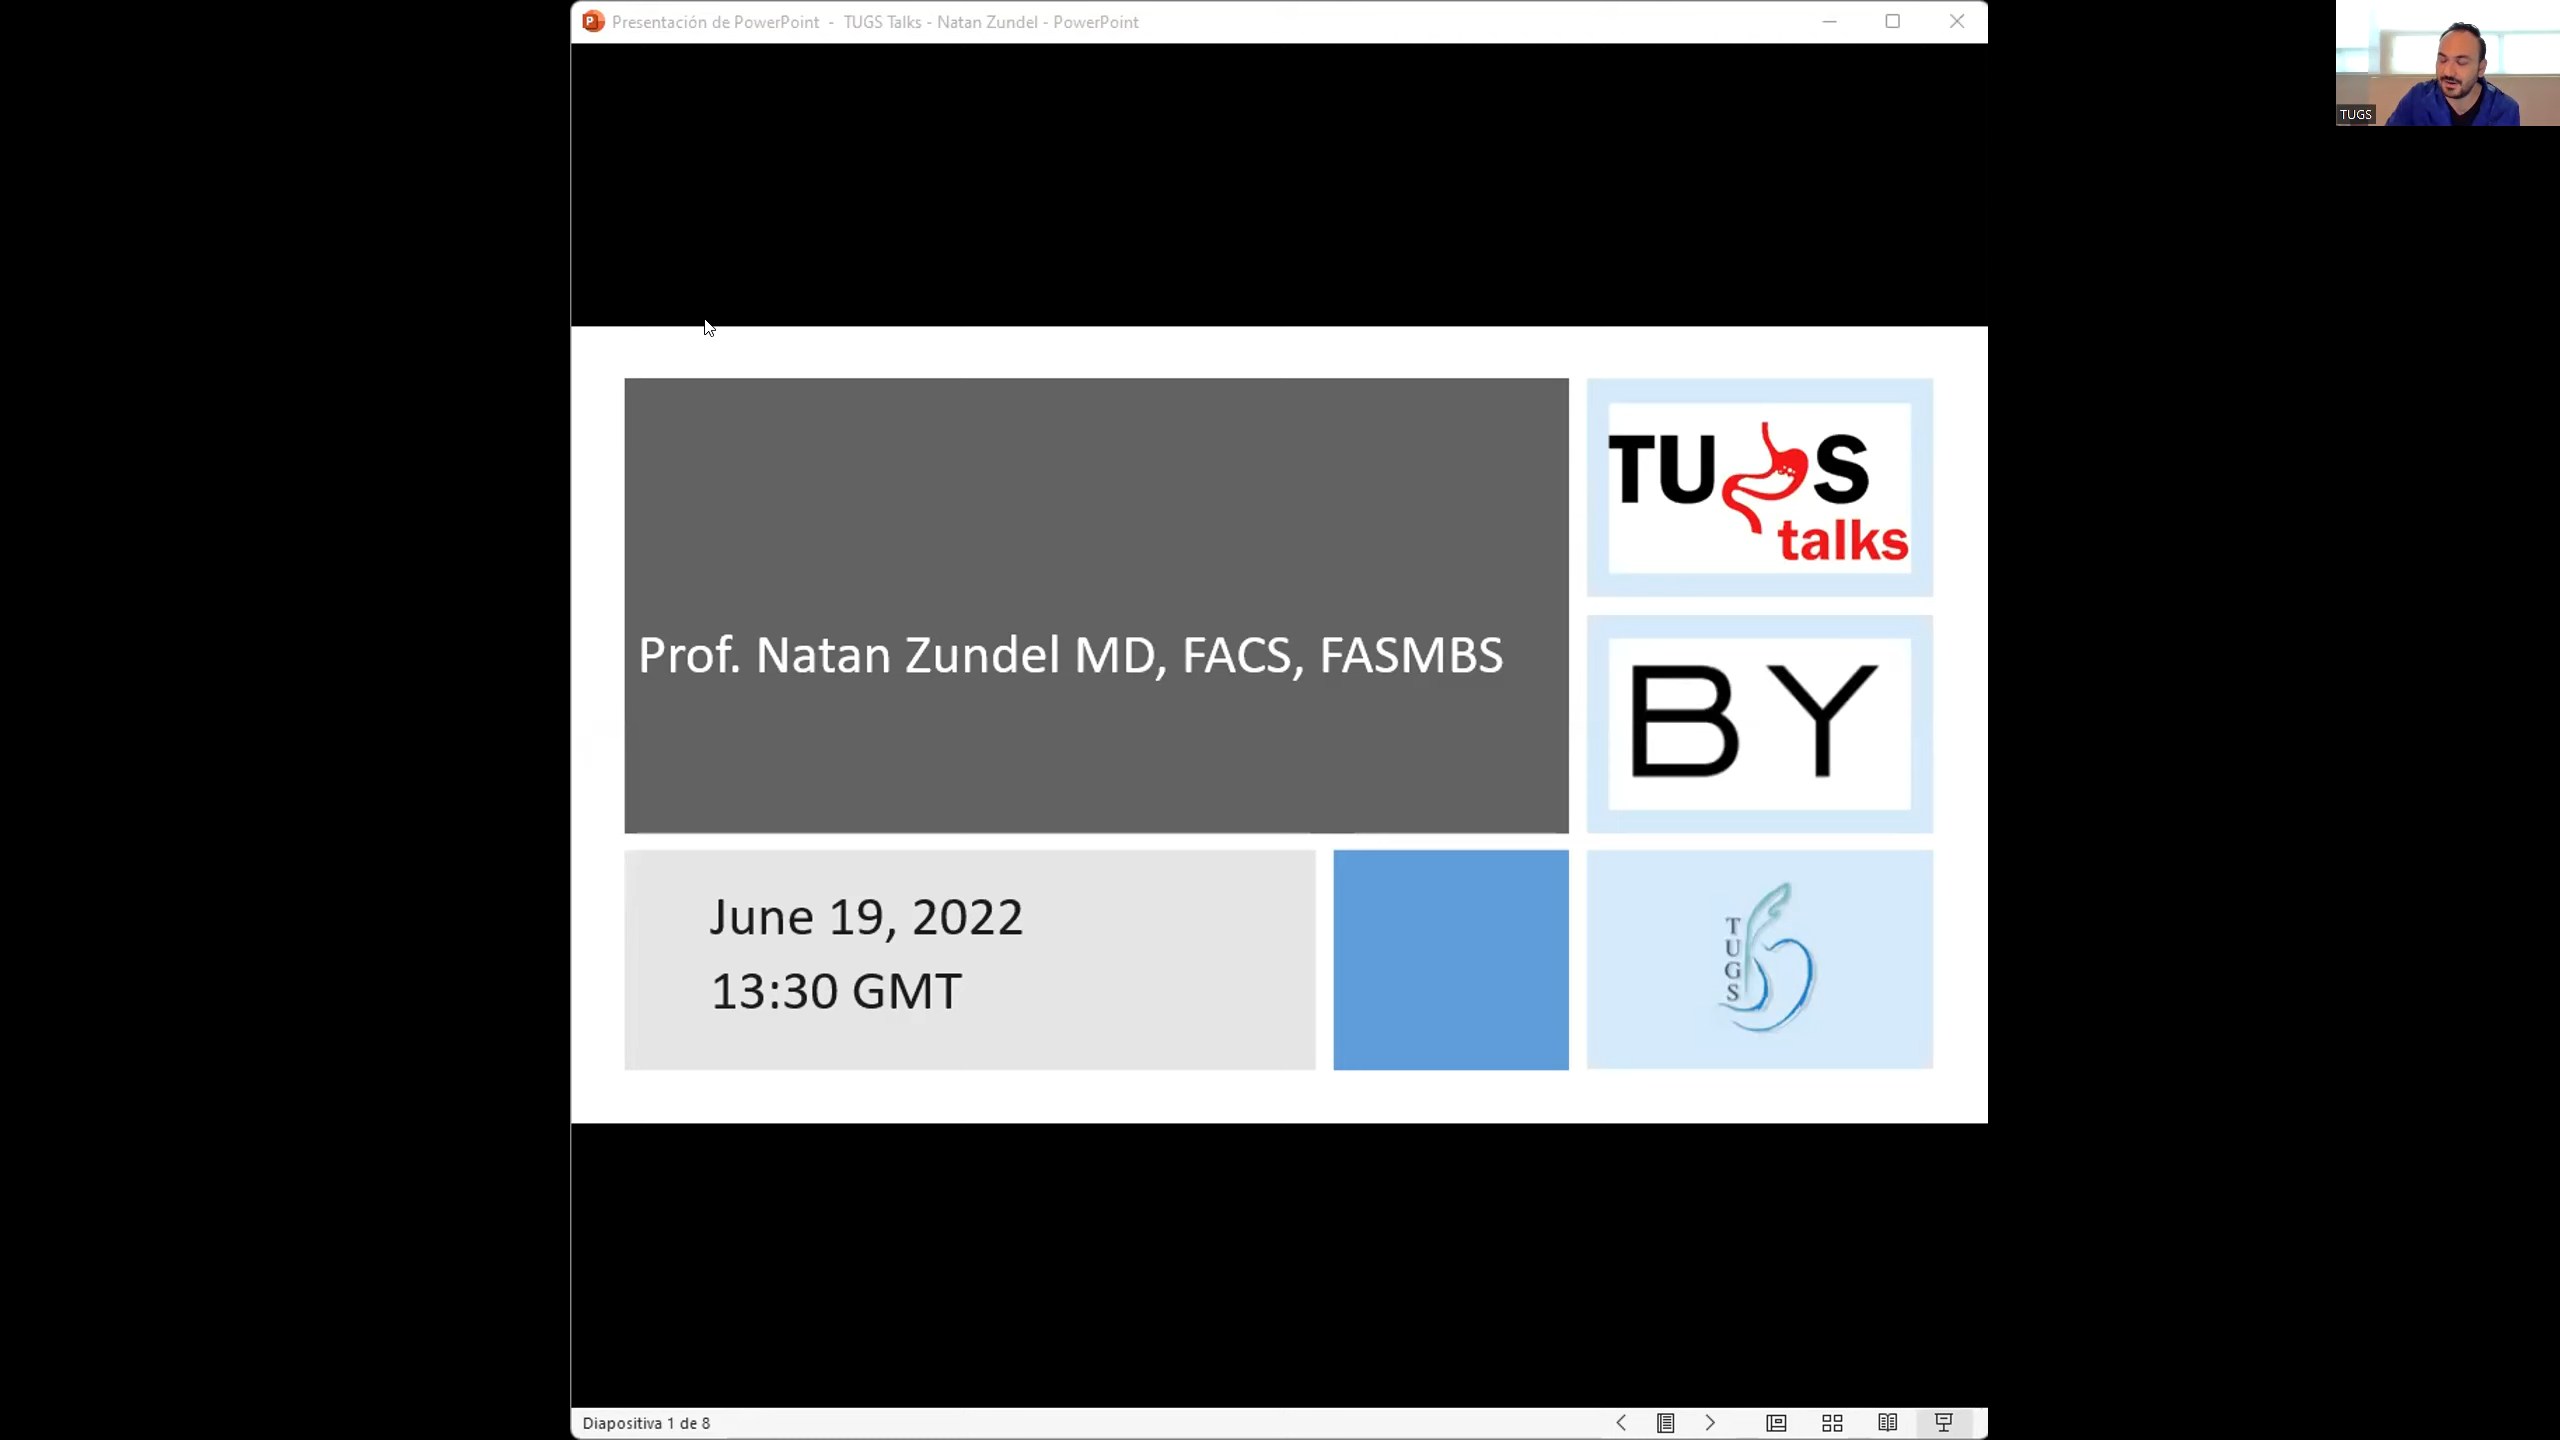 Presentación de PowerPoint - TUGS Talks - Natan Zundel - PowerPoint
TUGS
TU S
talks
Prof. Natan Zundel MD, FACS, FASMBS
BY
June 19, 2022
13:30 GMT
TUGS
Diapositiva 1 de 8